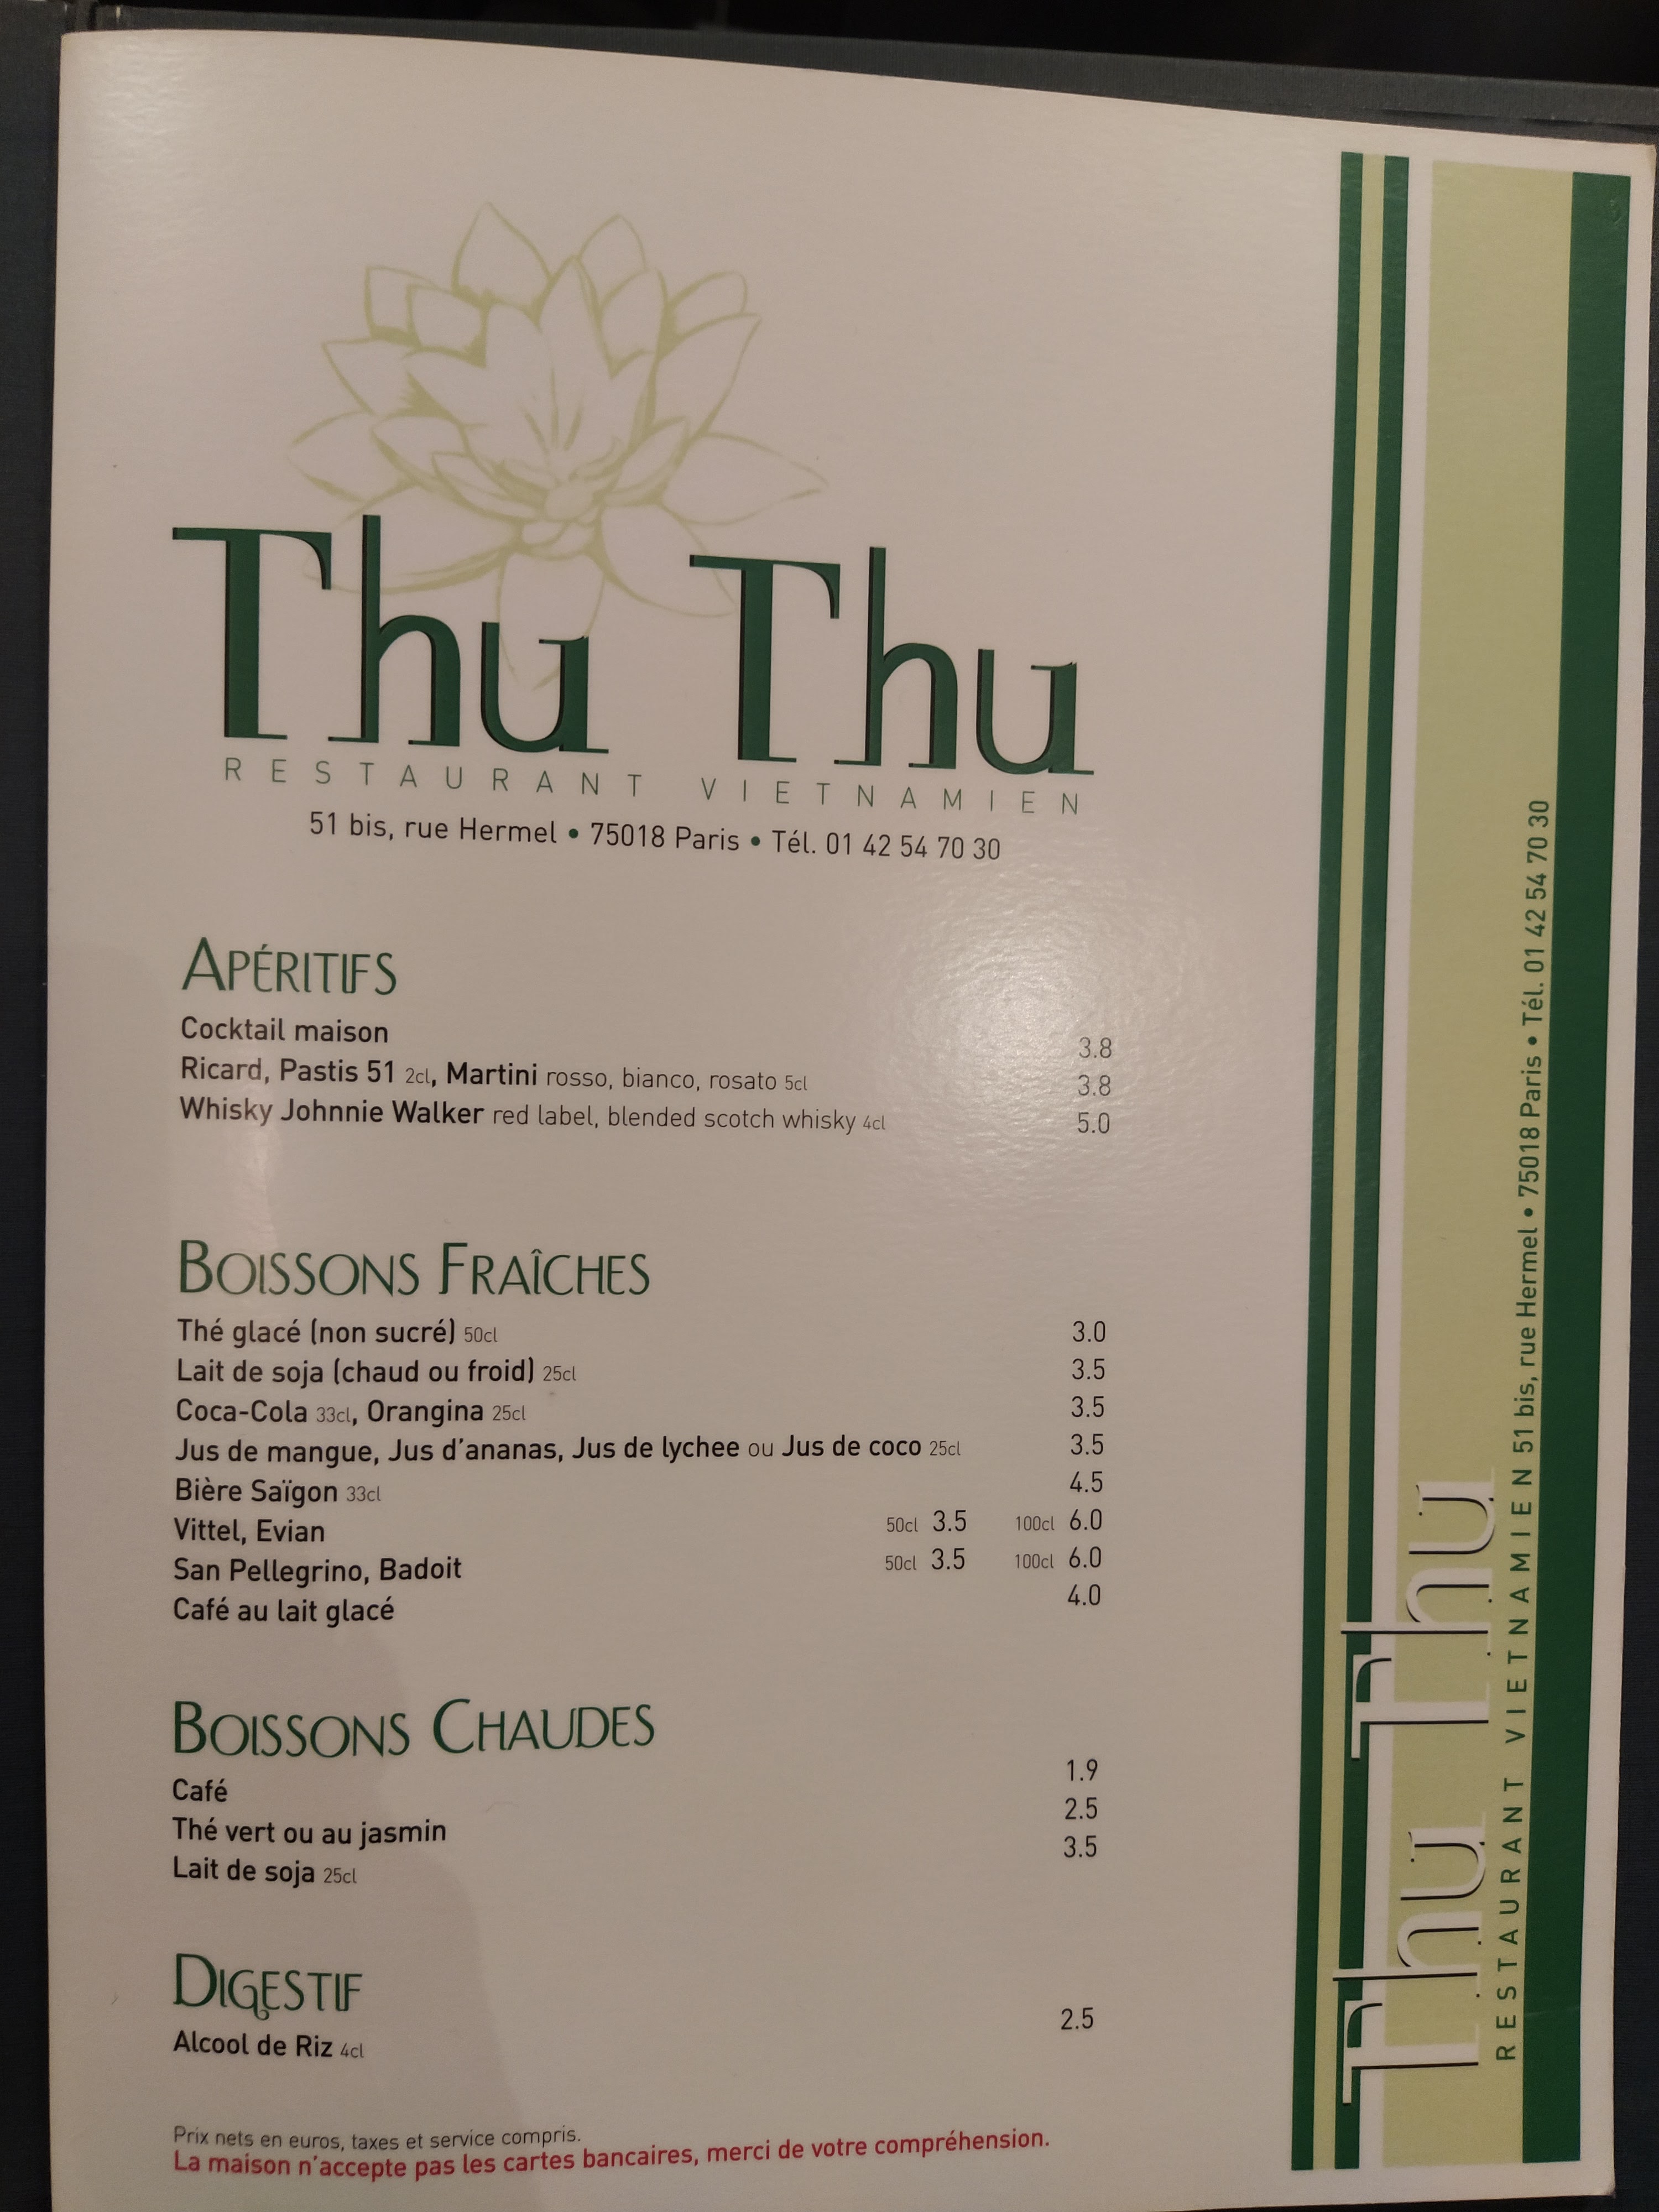 Thu Thu
RESTAURANT VIETNAMIEN
51 bis, rue Hermel • 75018 Paris • Tél. 01 42 54 70 30
APÉRITIFS
Cocktail maison 3.8
Ricard, Pastis 51 2cl, Martini rosso, bianco, rosato 5cl 3.8
Whisky Johnnie Walker red label, blended scotch whisky 4cl 5.0
BOISSONS FRAÎCHES
Thé glacé (non sucré) 50cl 3.0
Lait de soja (chaud ou froid) 25cl 3.5
Coca-Cola 33cl, Orangina 25cl 3.5
Jus de mangue, Jus d'ananas, Jus de lychee ou Jus de coco 25cl 3.5
Bière Saïgon 33cl 4.5
Vittel, Evian 50cl 3.5 100cl 6.0
San Pellegrino, Badoit 50cl 3.5 100cl 6.0
Café au lait glacé 4.0
BOISSONS CHAUDES
Café 1.9
Thé vert ou au jasmin 2.5
Lait de soja 25cl 3.5
DIGESTIF
Alcool de Riz 4cl 2.5
Prix nets en euros, taxes et service compris.
La maison n'accepte pas les cartes bancaires, merci de votre compréhension.
Thu Thu
RESTAURANT VIETNAMIEN 51 bis, rue Hermel • 75018 Paris • Tél. 01 42 54 70 30